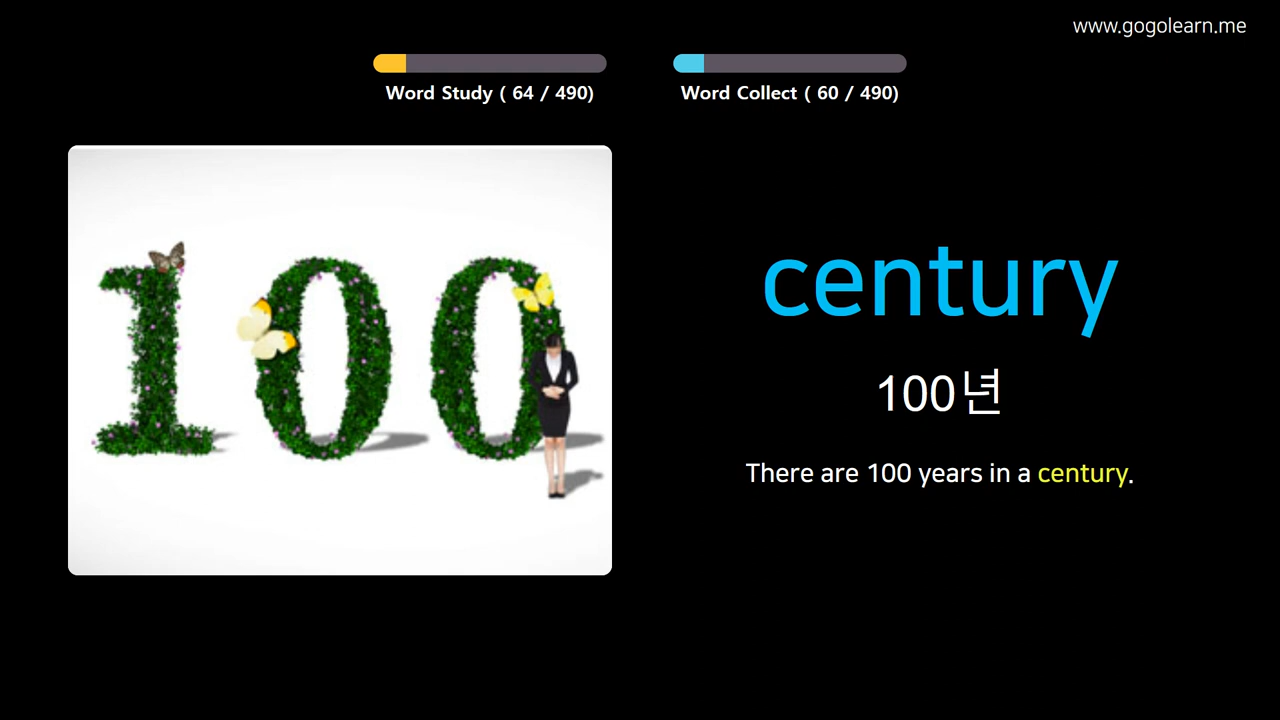 www.gogolearn.me
Word Study ( 64 / 490)
Word Collect ( 60 / 490)
100
century
100년
There are 100 years in a century.